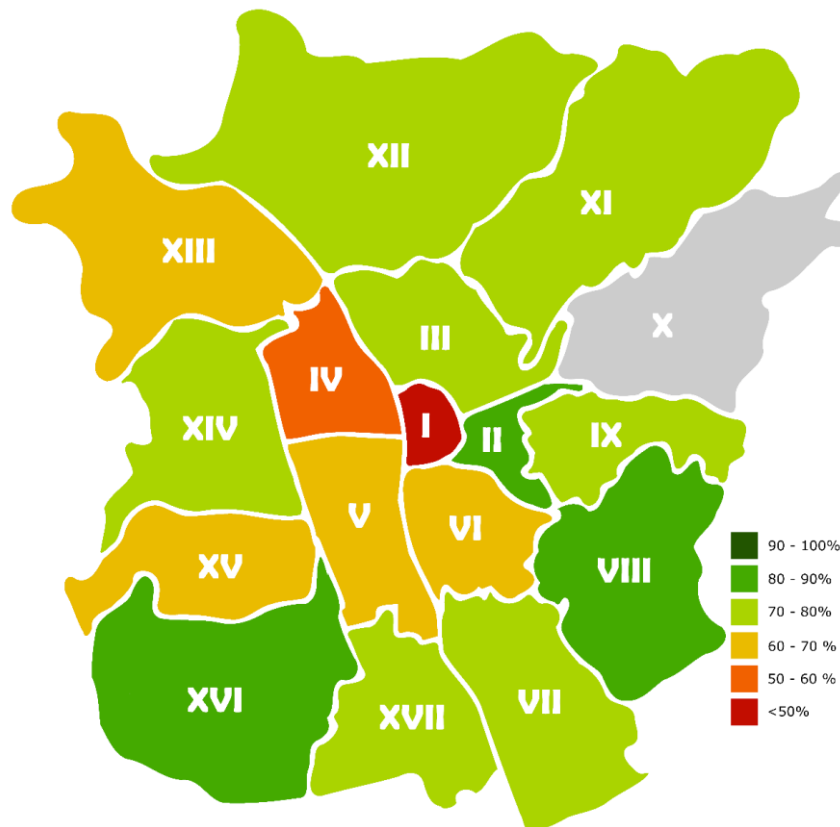 XII
XI
XIII
X
III
IV
I
II
IX
XIV
V
VI
XV
VIII
XVI
XVII
VII
90 - 100%
80 - 90%
70 - 80%
60 - 70 %
50 - 60 %
<50%